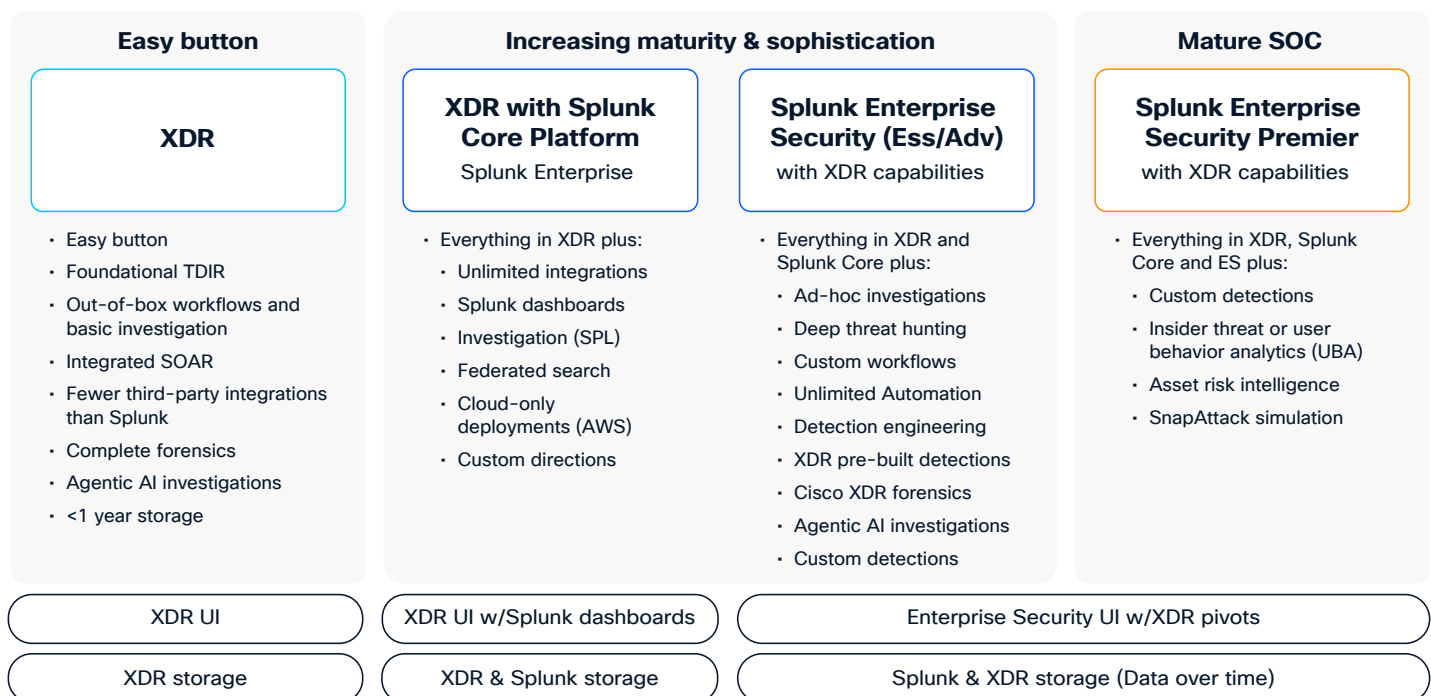 Easy button
XDR
· Easy button
· Foundational TDIR
· Out-of-box workflows and
basic investigation
· Integrated SOAR
· Fewer third-party integrations
than Splunk
· Complete forensics
· Agentic AI investigations
· <1 year storage
Increasing maturity & sophistication
XDR with Splunk
Core Platform
Splunk Enterprise
· Everything in XDR plus:
· Unlimited integrations
· Splunk dashboards
· Investigation (SPL)
· Federated search
· Cloud-only
deployments (AWS)
· Custom directions
Splunk Enterprise
Security (Ess/Adv)
with XDR capabilities
· Everything in XDR and
Splunk Core plus:
· Ad-hoc investigations
· Deep threat hunting
· Custom workflows
· Unlimited Automation
· Detection engineering
· XDR pre-built detections
· Cisco XDR forensics
· Agentic AI investigations
· Custom detections
Mature SOC
Splunk Enterprise
Security Premier
with XDR capabilities
· Everything in XDR, Splunk
Core and ES plus:
· Custom detections
· Insider threat or user
behavior analytics (UBA)
· Asset risk intelligence
· SnapAttack simulation
XDR UI
XDR UI w/Splunk dashboards
Enterprise Security UI w/XDR pivots
XDR storage
XDR & Splunk storage
Splunk & XDR storage (Data over time)